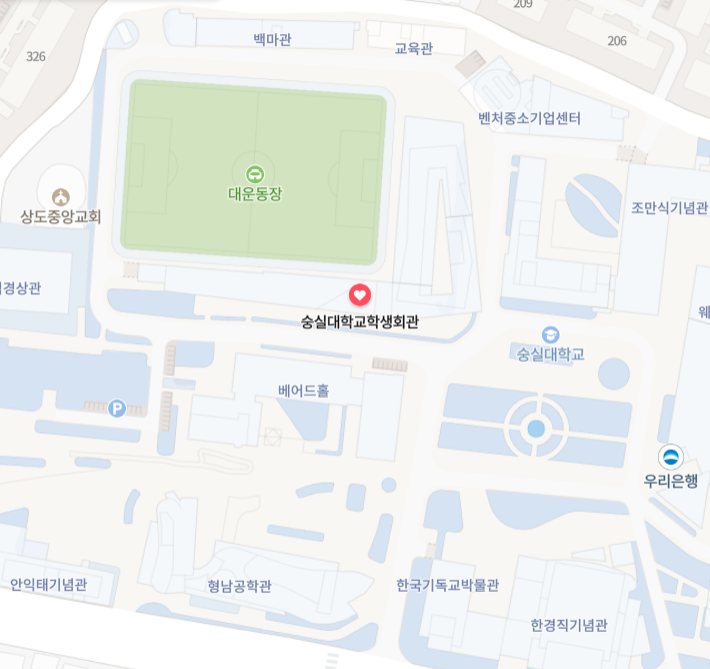 209
백마관
206
교육관
326
벤처중소기업센터
대운동장
조만식기념관
상도중앙교회
경상관
숭실대학교학생회관
웨
숭실대학교
베어드홀
P
우리은행
안익태기념관
형남공학관
한국기독교박물관
한경직기념관